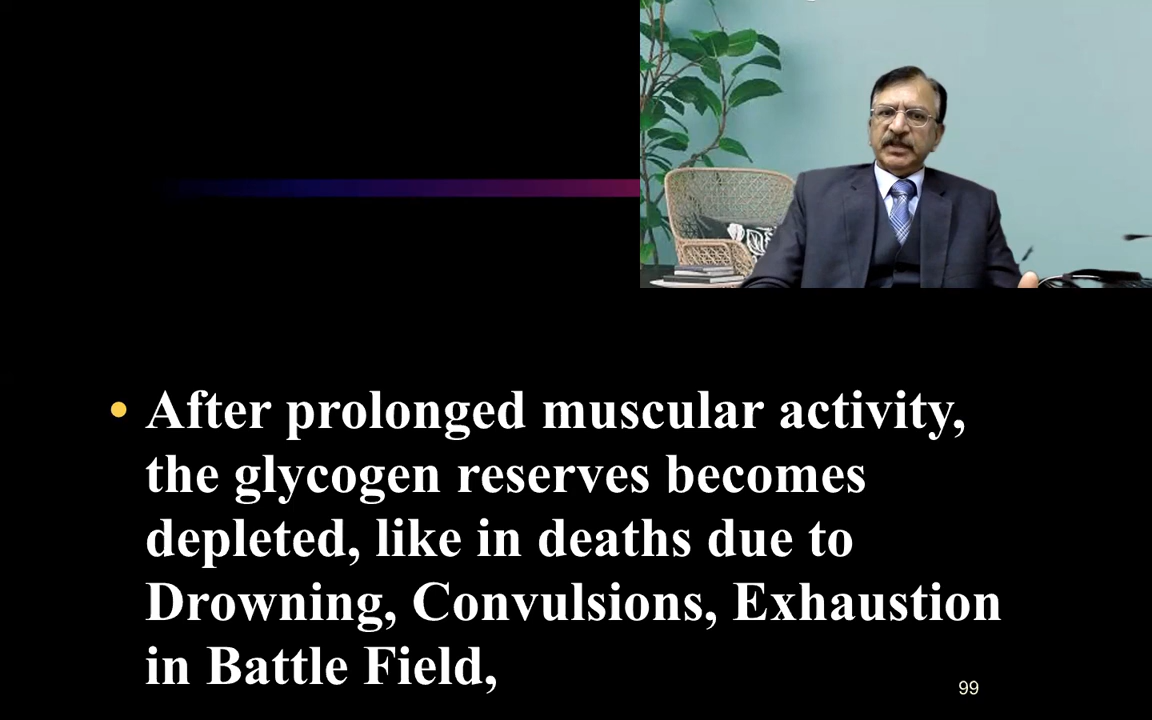 • After prolonged muscular activity,
the glycogen reserves becomes
depleted, like in deaths due to
Drowning, Convulsions, Exhaustion
in Battle Field,
99